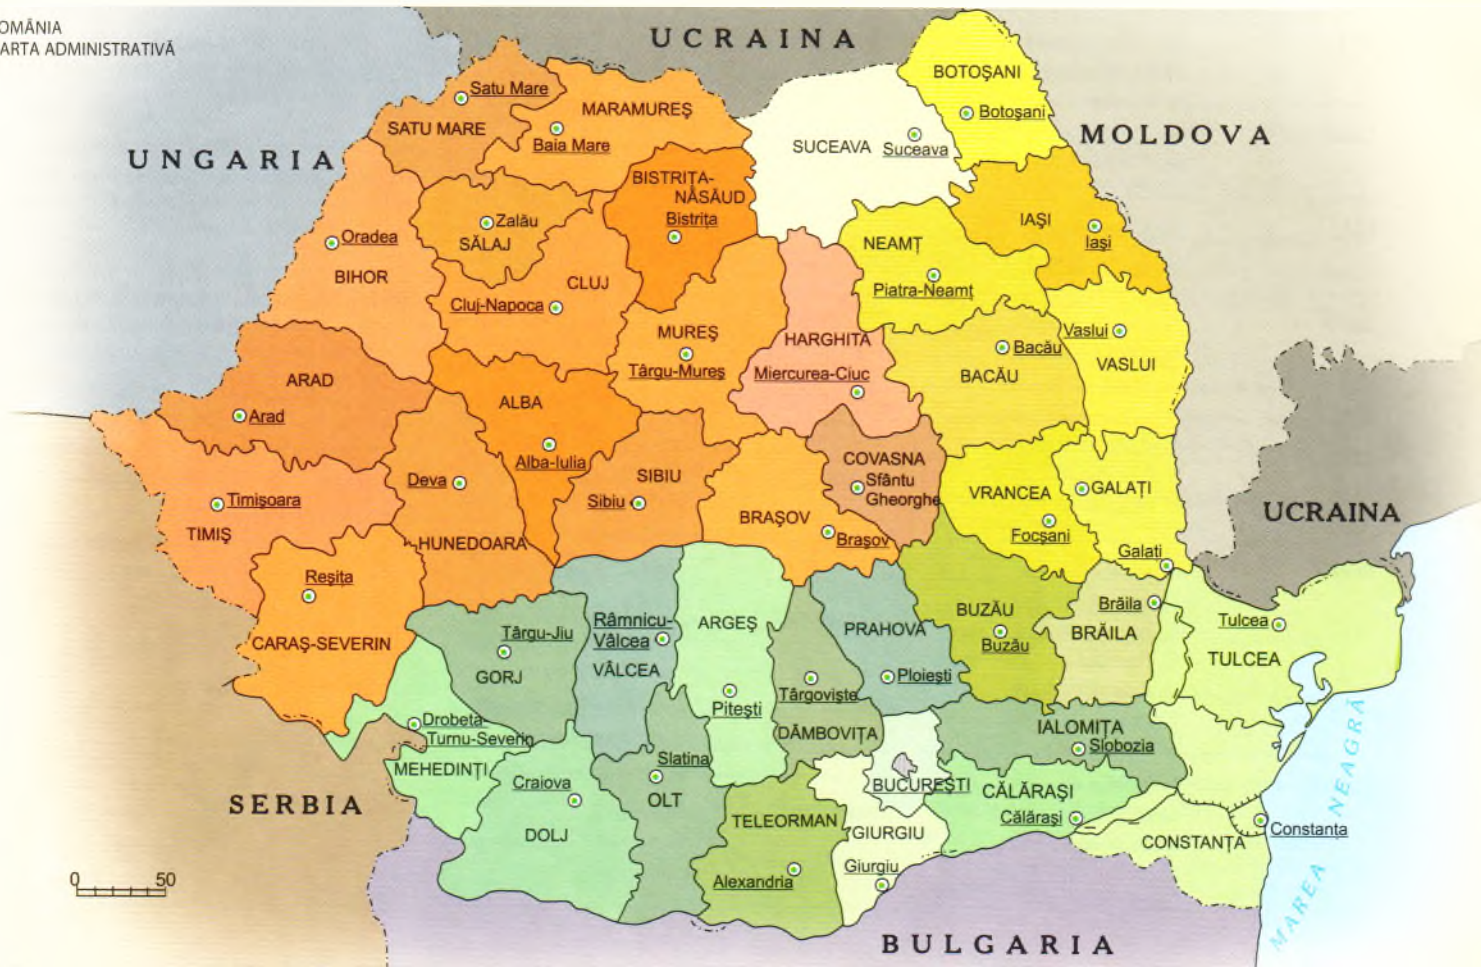 OMÂNIA
ARTA ADMINISTRATIVĂ
UCRAINA
BOTOŞANI
Botoşani
MOLDOVA
Satu Mare
SATU MARE
MARAMUREŞ
Baia Mare
SUCEAVA
Suceava
UNGARIA
BISTRIŢA-
NĂSĂUD
Bistriţa
Zalău
SĂLAJ
IAŞI
Iaşi
Oradea
BIHOR
NEAMŢ
Piatra-Neamţ
CLUJ
Cluj-Napoca
MUREŞ
Târgu-Mureş
HARGHITA
Miercurea-Ciuc
Bacău
BACĂU
Vaslui
VASLUI
ARAD
Arad
ALBA
Alba-Iulia
COVASNA
Sfântu
Gheorghe
Deva
HUNEDOARA
SIBIU
Sibiu
BRAŞOV
Braşov
VRANCEA
Focşani
GALAŢI
Galati
UCRAINA
Timişoara
TIMIŞ
Reşiţa
CARAŞ-SEVERIN
Târgu-Jiu
GORJ
Râmnicu-
Vâlcea
VÂLCEA
ARGEŞ
Piteşti
PRAHOVA
Ploieşti
BUZĂU
Buzău
Brăila
BRĂILA
Tulcea
TULCEA
Târgovişte
DÂMBOVIŢA
Drobeta-
Turnu-Severin
MEHEDINŢI
IALOMIŢA
Slobozia
SERBIA
Craiova
DOLJ
Slatina
OLT
BUCUREŞTI
CĂLĂRAŞI
Călăraşi
TELEORMAN
Alexandria
GIURGIU
Giurgiu
CONSTANŢA
Constanţa
MAREA NEAGRĂ
0 50
BULGARIA